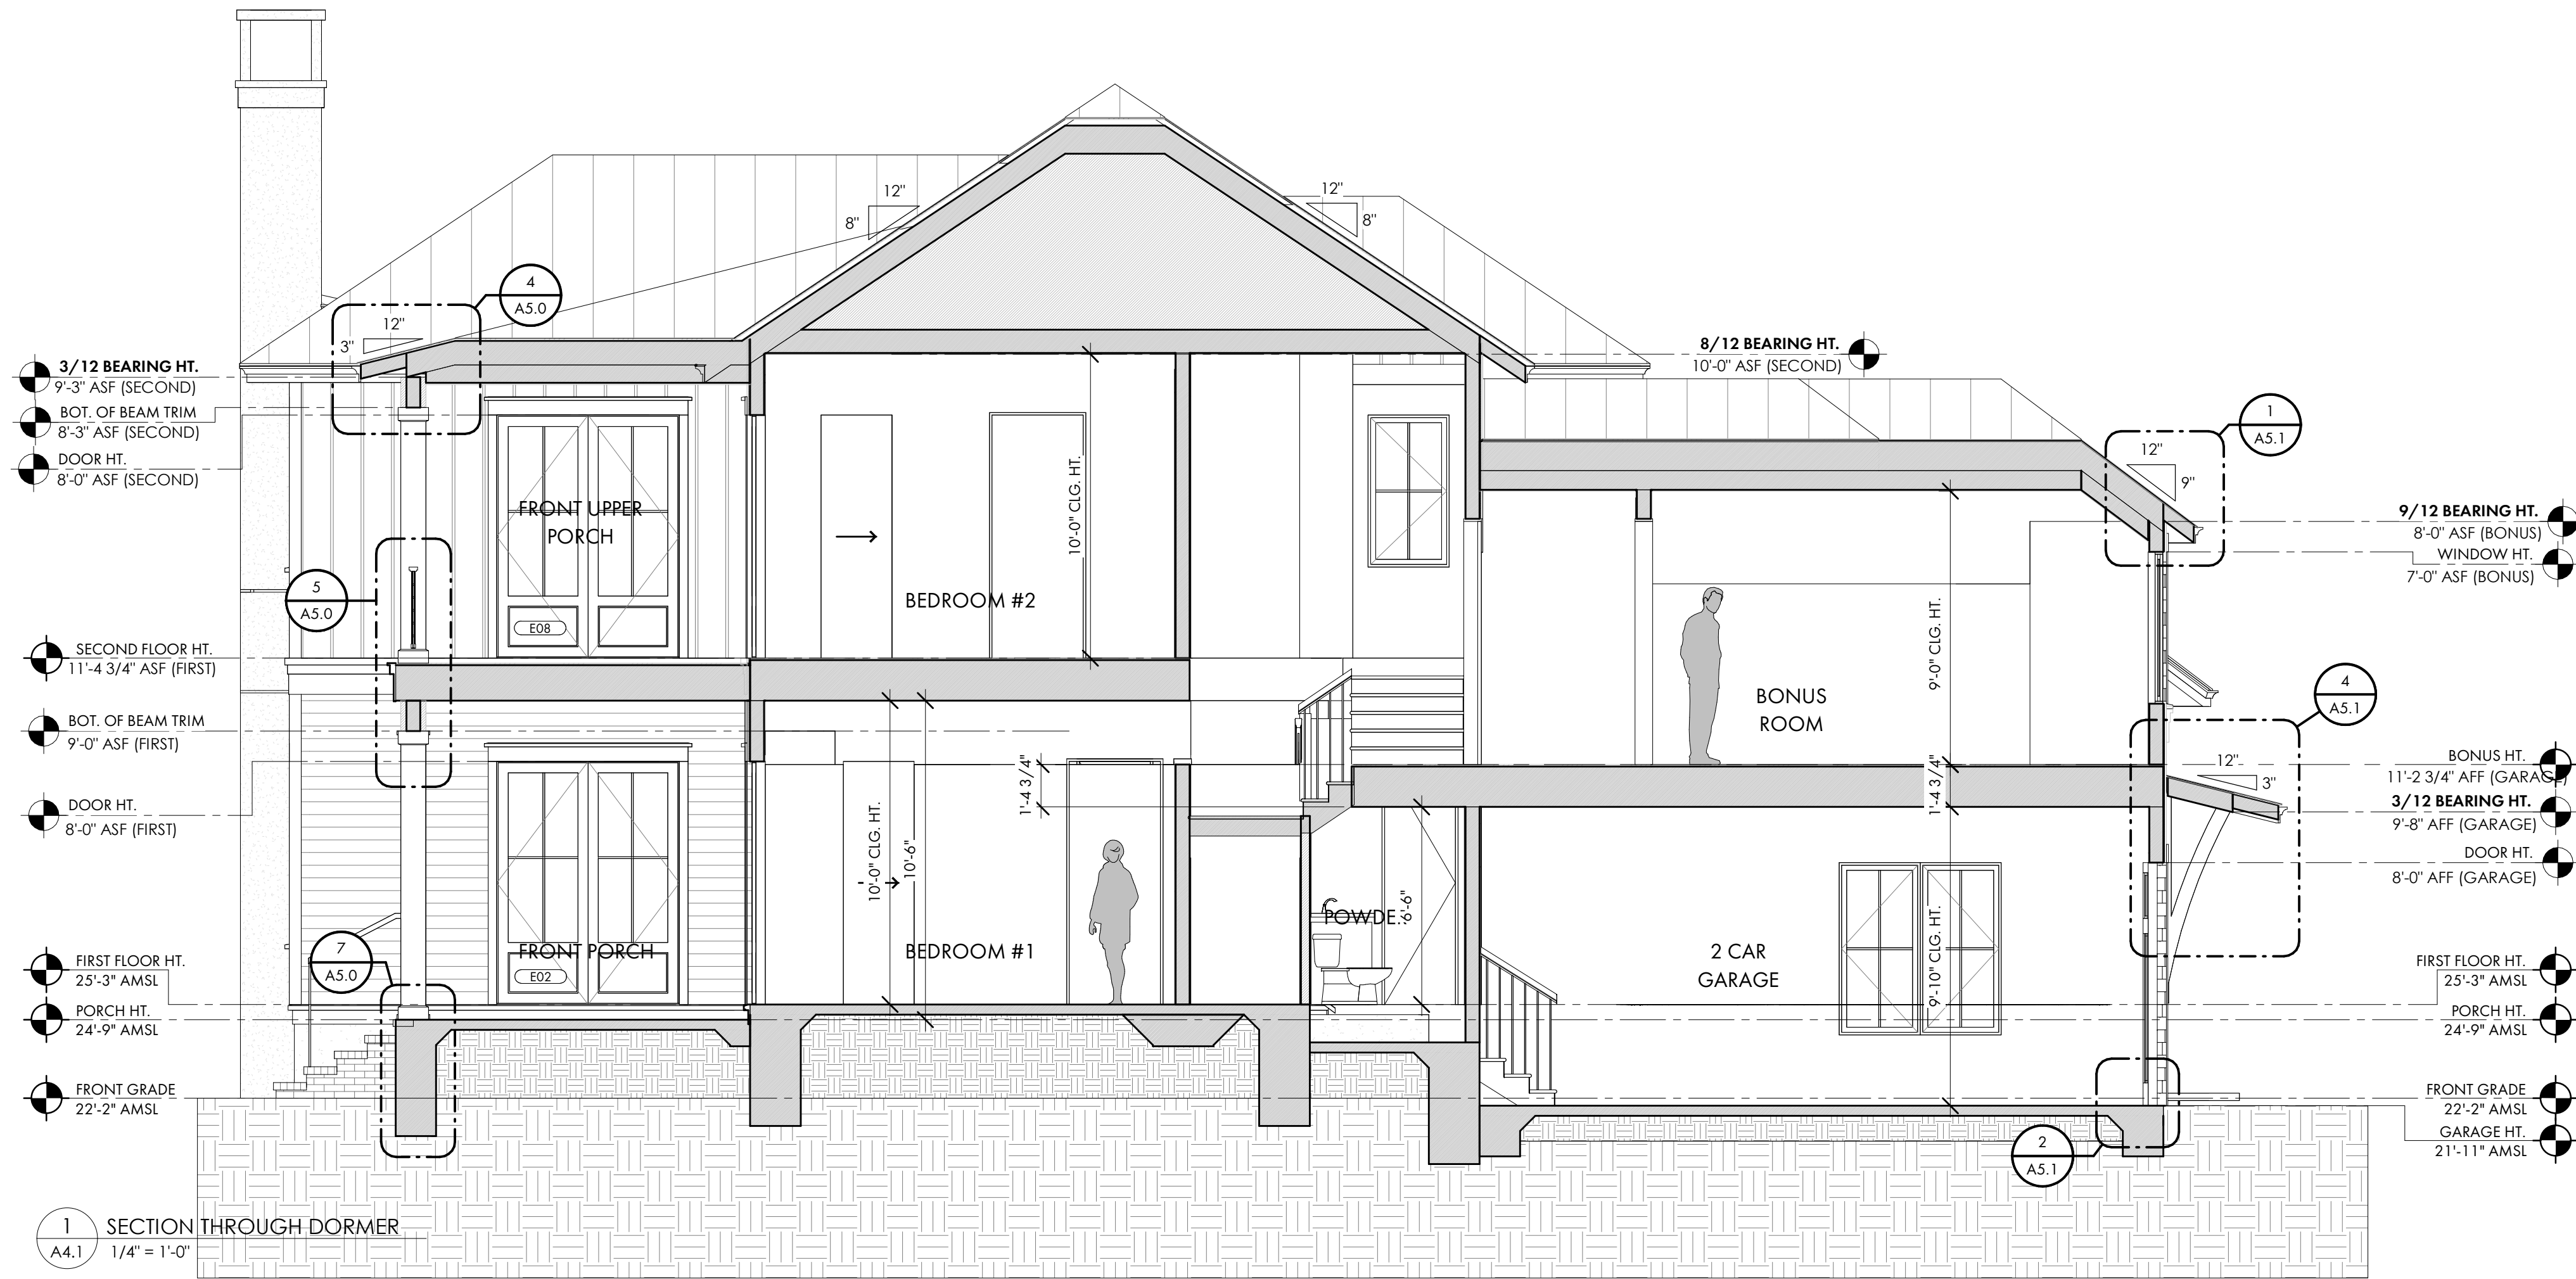 12"
8"
12"
8"
4
A5.0
12"
3"
3/12 BEARING HT.
9'-3" ASF (SECOND)
BOT. OF BEAM TRIM
8'-3" ASF (SECOND)
DOOR HT.
8'-0" ASF (SECOND)
8/12 BEARING HT.
10'-0" ASF (SECOND)
1
A5.1
12"
9"
9/12 BEARING HT.
8'-0" ASF (BONUS)
WINDOW HT.
7'-0" ASF (BONUS)
FRONT UPPER
PORCH
E08
10'-0" CLG. HT.
BEDROOM #2
5
A5.0
SECOND FLOOR HT.
11'-4 3/4" ASF (FIRST)
BOT. OF BEAM TRIM
9'-0" ASF (FIRST)
DOOR HT.
8'-0" ASF (FIRST)
9'-0" CLG. HT.
BONUS
ROOM
4
A5.1
12"
3"
BONUS HT.
11'-2 3/4" AFF (GARAGE)
3/12 BEARING HT.
9'-8" AFF (GARAGE)
DOOR HT.
8'-0" AFF (GARAGE)
1'-4 3/4"
1'-4 3/4"
10'-0" CLG. HT.
10'-6"
6'-6"
9'-10" CLG. HT.
FRONT PORCH
E02
BEDROOM #1
POWDE
2 CAR
GARAGE
7
A5.0
FIRST FLOOR HT.
25'-3" AMSL
PORCH HT.
24'-9" AMSL
FRONT GRADE
22'-2" AMSL
FIRST FLOOR HT.
25'-3" AMSL
PORCH HT.
24'-9" AMSL
FRONT GRADE
22'-2" AMSL
GARAGE HT.
21'-11" AMSL
2
A5.1
1
A4.1
SECTION THROUGH DORMER
1/4" = 1'-0"